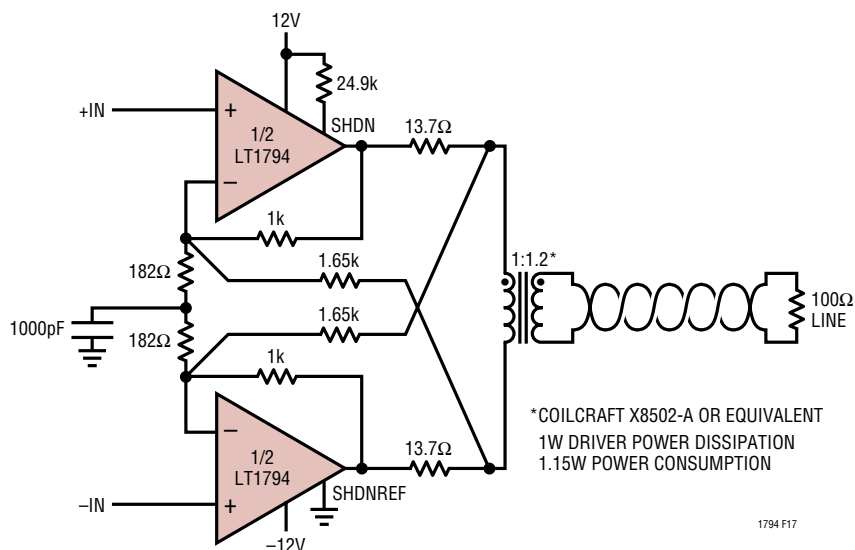 12V
24.9k
+IN
+
1/2
LT1794
–
SHDN
13.7Ω
1k
182Ω
1.65k
1:1.2*
100Ω
LINE
1000pF
182Ω
1.65k
1k
*COILCRAFT X8502-A OR EQUIVALENT
1W DRIVER POWER DISSIPATION
1.15W POWER CONSUMPTION
–
1/2
LT1794
+
13.7Ω
SHDNREF
–IN
–12V
1794 F17